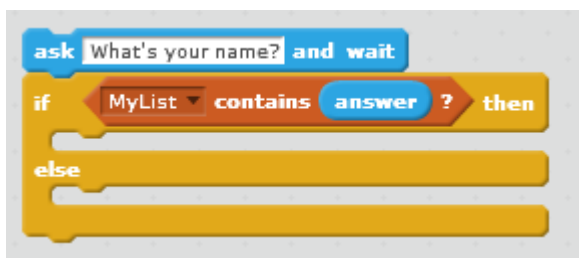 ask What's your name? and wait
if MyList contains answer ? then
else